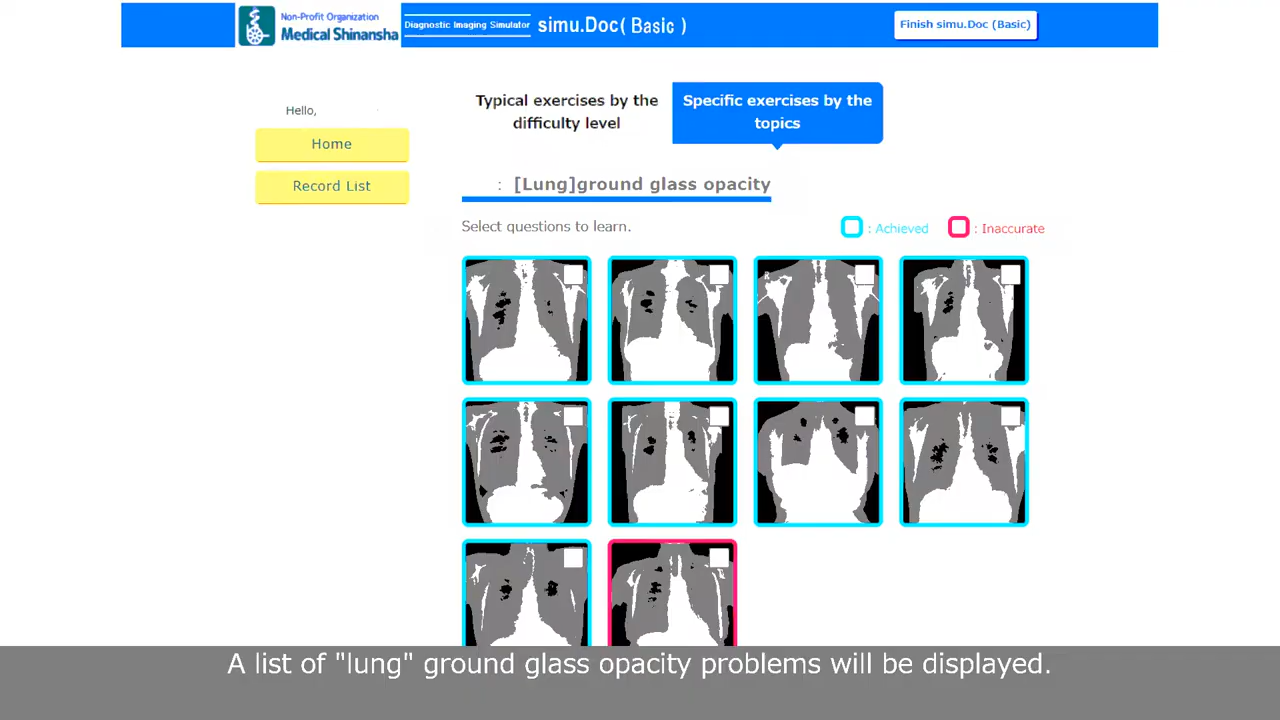 Non-Profit Organization
Medical Shinansha
Diagnostic Imaging Simulator
simu.Doc( Basic )
Finish simu.Doc (Basic)
Hello,
Home
Record List
Typical exercises by the
difficulty level
Specific exercises by the
topics
: [Lung]ground glass opacity
Select questions to learn.
: Achieved
: Inaccurate
R
A list of "lung" ground glass opacity problems will be displayed.